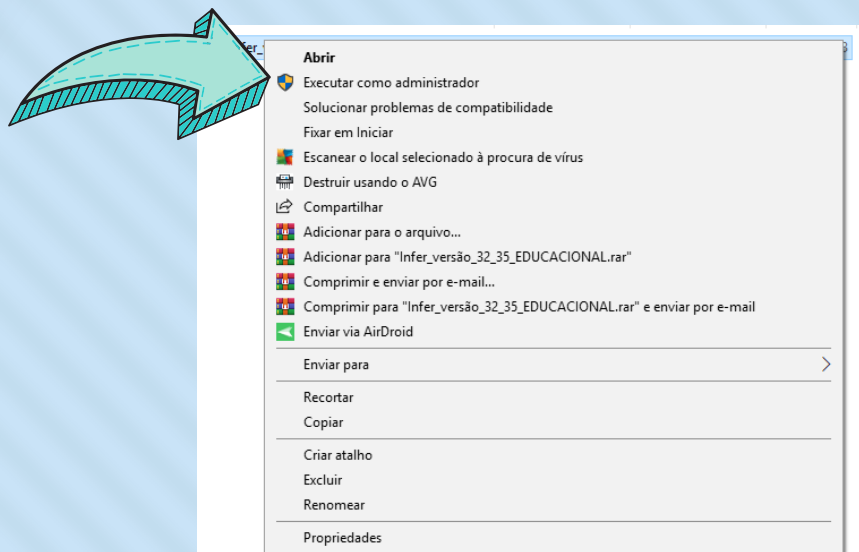 fer_
Abrir
Executar como administrador
Solucionar problemas de compatibilidade
Fixar em Iniciar
Escanear o local selecionado à procura de vírus
Destruir usando o AVG
Compartilhar
Adicionar para o arquivo...
Adicionar para "Infer_versão_32_35_EDUCACIONAL.rar"
Comprimir e enviar por e-mail...
Comprimir para "Infer_versão_32_35_EDUCACIONAL.rar" e enviar por e-mail
Enviar via AirDroid
Enviar para
Recortar
Copiar
Criar atalho
Excluir
Renomear
Propriedades